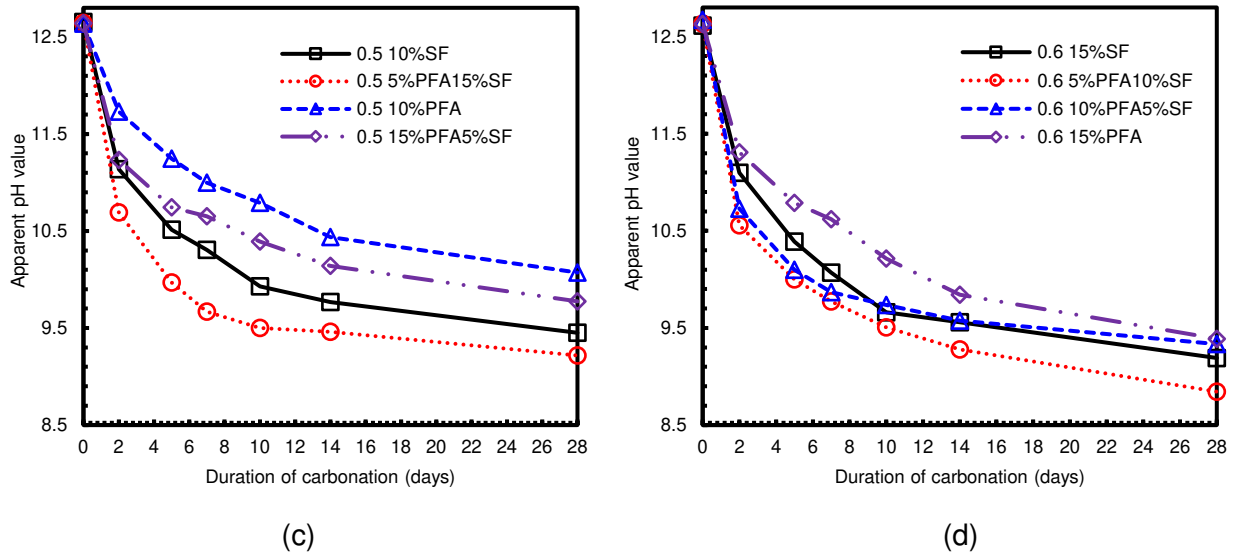 12.5
11.5
10.5
9.5
8.5
Apparent pH value
0.5 10%SF
0.5 5%PFA15%SF
0.5 10%PFA
0.5 15%PFA5%SF
0 2 4 6 8 10 12 14 16 18 20 22 24 26 28
Duration of carbonation (days)
(c)
12.5
11.5
10.5
9.5
8.5
Apparent pH value
0.6 15%SF
0.6 5%PFA10%SF
0.6 10%PFA5%SF
0.6 15%PFA
0 2 4 6 8 10 12 14 16 18 20 22 24 26 28
Duration of carbonation (days)
(d)